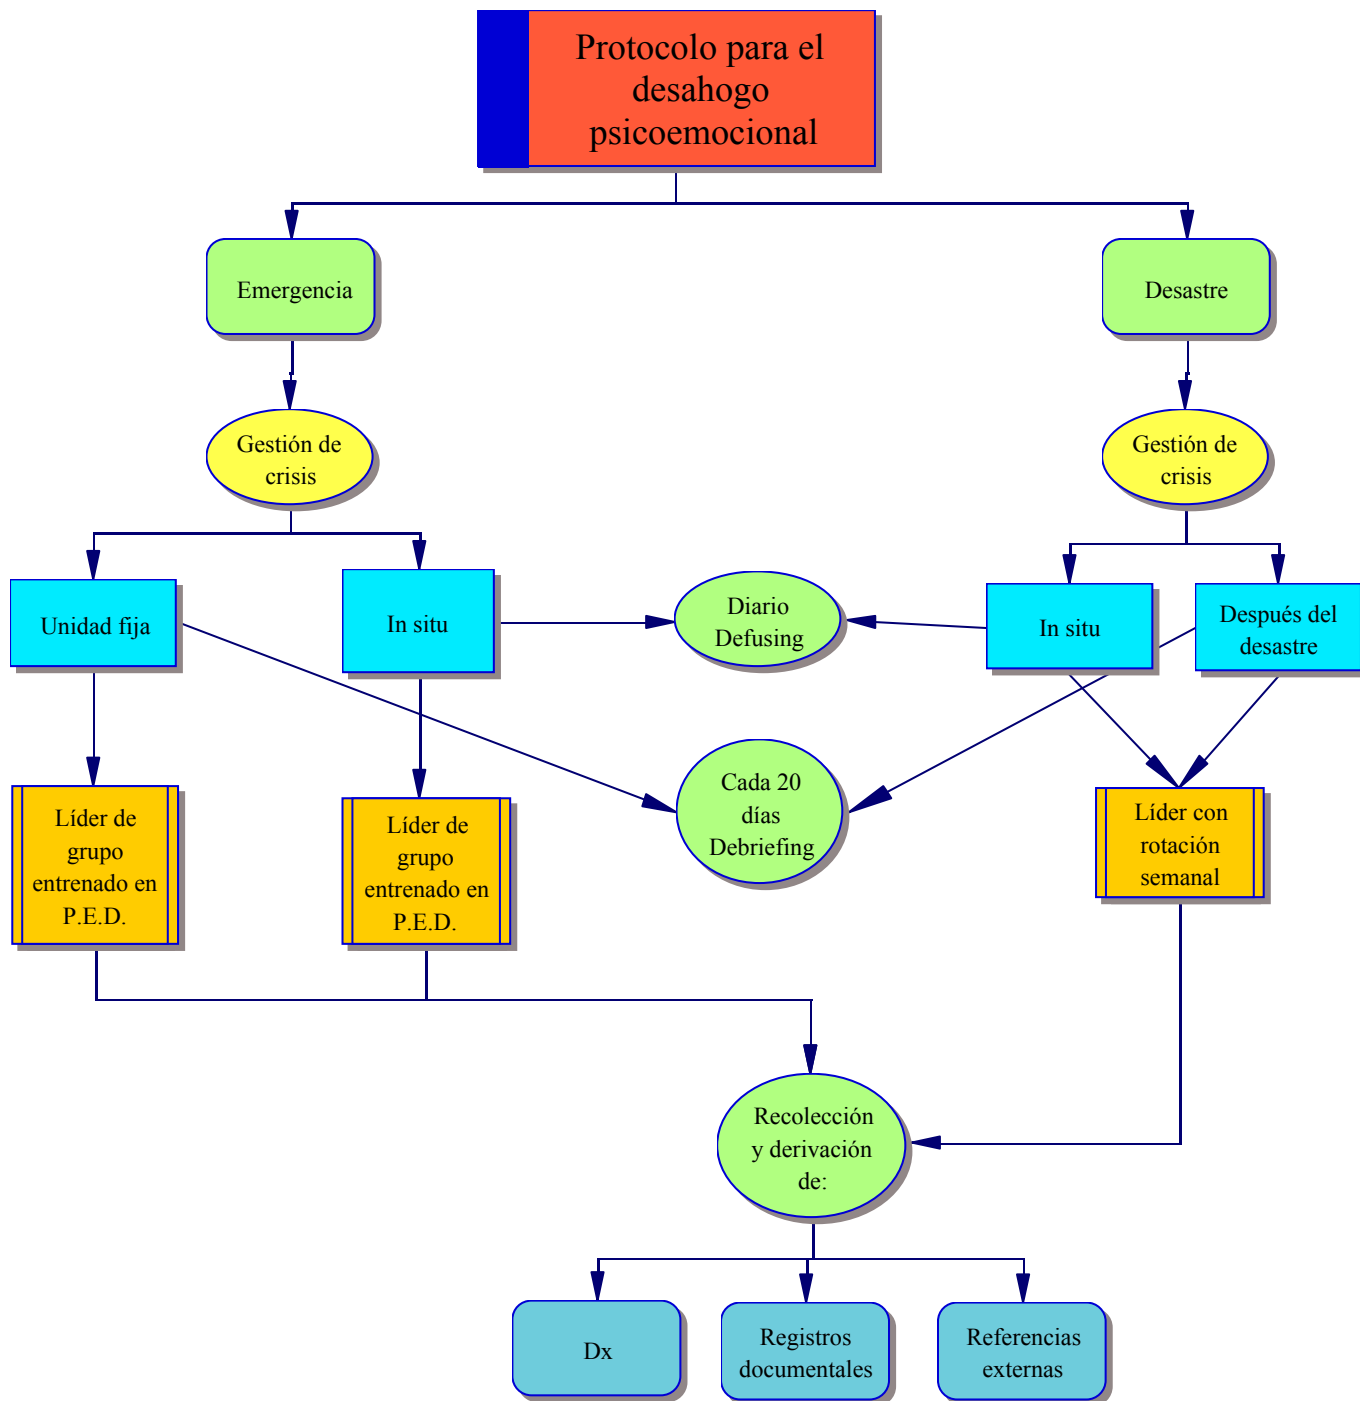 Protocolo para el
desahogo
psicoemocional
Emergencia
Desastre
Gestión de
crisis
Gestión de
crisis
Unidad fija
In situ
Diario
Defusing
In situ
Después del
desastre
Cada 20
días
Debriefing
Líder de
grupo
entrenado en
P.E.D.
Líder de
grupo
entrenado en
P.E.D.
Líder con
rotación
semanal
Recolección
y derivación
de:
Dx
Registros
documentales
Referencias
externas